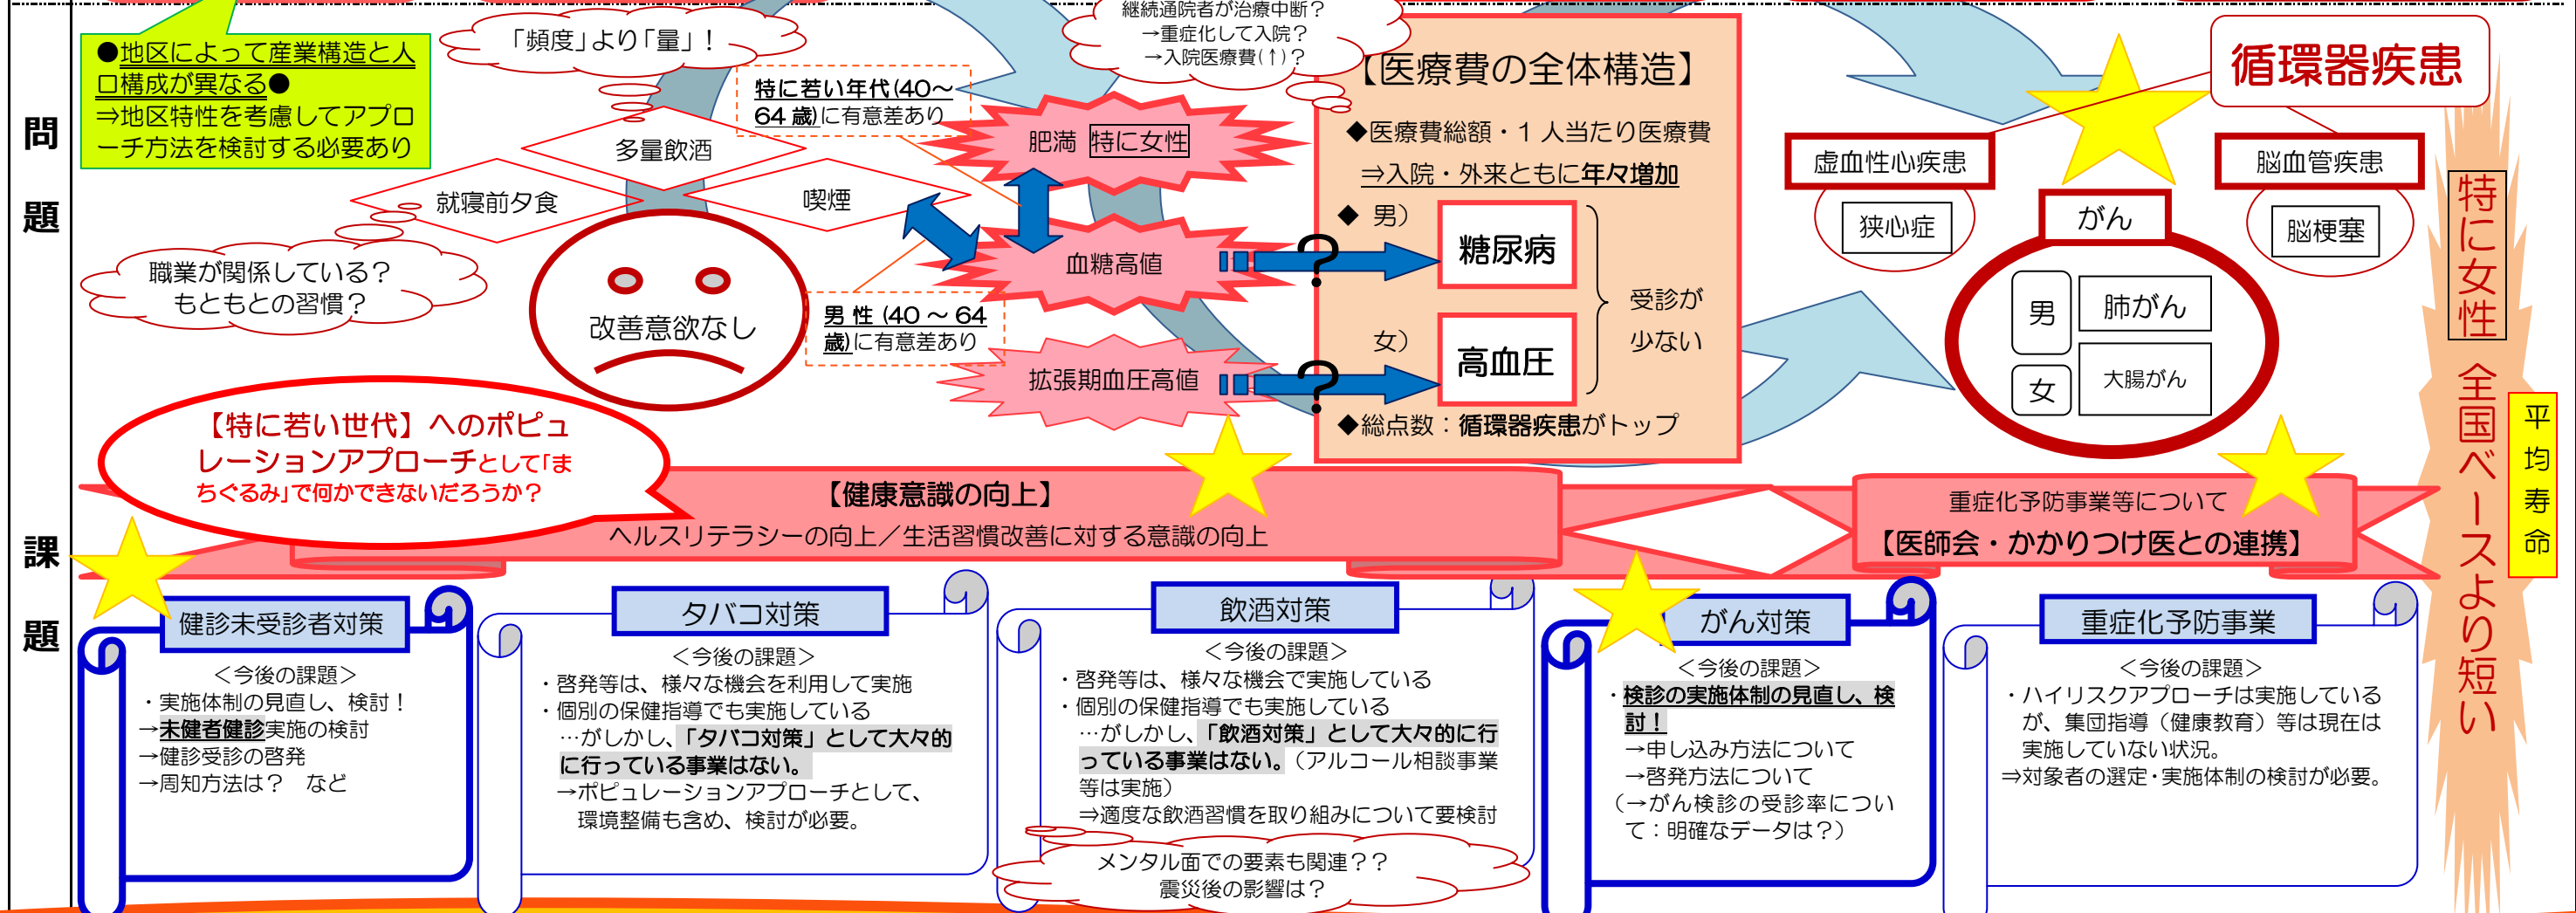 問
題
●地区によって産業構造と人
口構成が異なる●
⇒地区特性を考慮してアプロ
ーチ方法を検討する必要あり
「頻度」より「量」！
多量飲酒
就寝前夕食
喫煙
職業が関係している？
もともとの習慣？
改善意欲なし
特に若い年代(40～
64 歳)に有意差あり
男 性 (40 ～ 64
歳)に有意差あり
肥満 特に女性
血糖高値
拡張期血圧高値
継続通院者が治療中断？
→重症化して入院？
→入院医療費(↑)？
【医療費の全体構造】
◆医療費総額・1 人当たり医療費
⇒入院・外来ともに年々増加
◆ 男）
糖尿病
女）
高血圧
受診が
少ない
？
？
◆総点数：循環器疾患がトップ
循環器疾患
虚血性心疾患
狭心症
脳血管疾患
脳梗塞
がん
男
肺がん
女
大腸がん
特に女性 全国ベースより短い
平均寿命
課
題
【特に若い世代】へのポピュ
レーションアプローチとして「ま
ちぐるみ」で何かできないだろうか？
【健康意識の向上】
ヘルスリテラシーの向上／生活習慣改善に対する意識の向上
重症化予防事業等について
【医師会・かかりつけ医との連携】
健診未受診者対策
＜今後の課題＞
・実施体制の見直し、検討！
→未健者健診実施の検討
→健診受診の啓発
→周知方法は？　など
タバコ対策
＜今後の課題＞
・啓発等は、様々な機会を利用して実施
・個別の保健指導でも実施している
…がしかし、「タバコ対策」として大々的
に行っている事業はない。
→ポピュレーションアプローチとして、
環境整備も含め、検討が必要。
飲酒対策
＜今後の課題＞
・啓発等は、様々な機会で実施している
・個別の保健指導でも実施している
…がしかし、「飲酒対策」として大々的に行
っている事業はない。（アルコール相談事業
等は実施）
⇒適度な飲酒習慣を取り組みについて要検討
メンタル面での要素も関連？？
震災後の影響は？
がん対策
＜今後の課題＞
・検診の実施体制の見直し、検
討！
→申し込み方法について
→啓発方法について
（→がん検診の受診率につい
て：明確なデータは？）
重症化予防事業
＜今後の課題＞
・ハイリスクアプローチは実施している
が、集団指導（健康教育）等は現在は
実施していない状況。
⇒対象者の選定・実施体制の検討が必要。